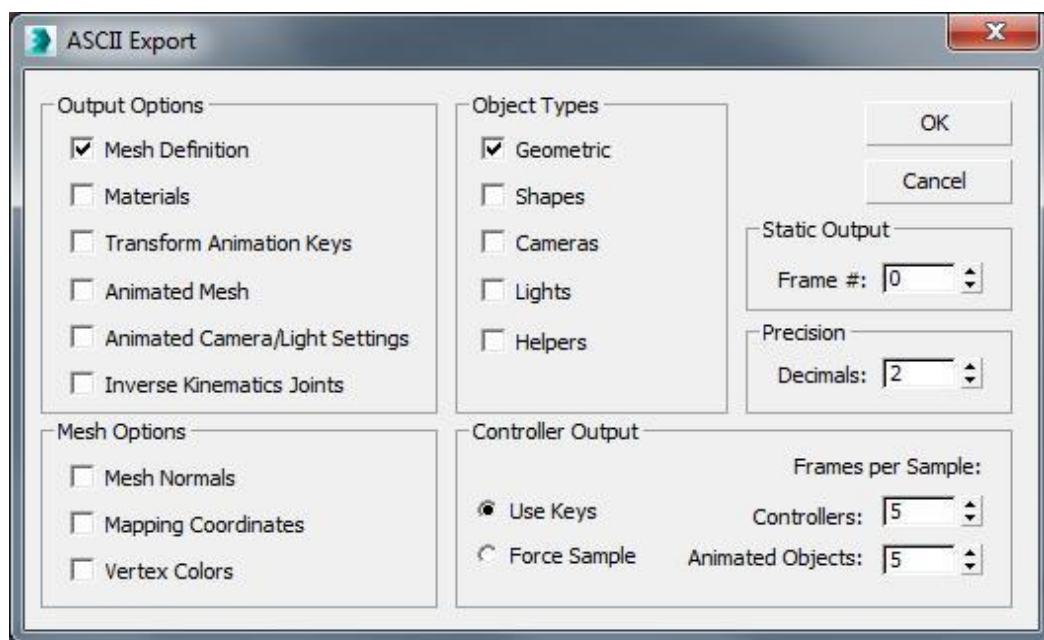 ASCII Export
Output Options
Mesh Definition
Materials
Transform Animation Keys
Animated Mesh
Animated Camera/Light Settings
Inverse Kinematics Joints
Object Types
Geometric
Shapes
Cameras
Lights
Helpers
OK
Cancel
Static Output
Frame #: 0
Precision
Decimals: 2
Mesh Options
Mesh Normals
Mapping Coordinates
Vertex Colors
Controller Output
Frames per Sample:
Use Keys
Controllers: 5
Force Sample
Animated Objects: 5